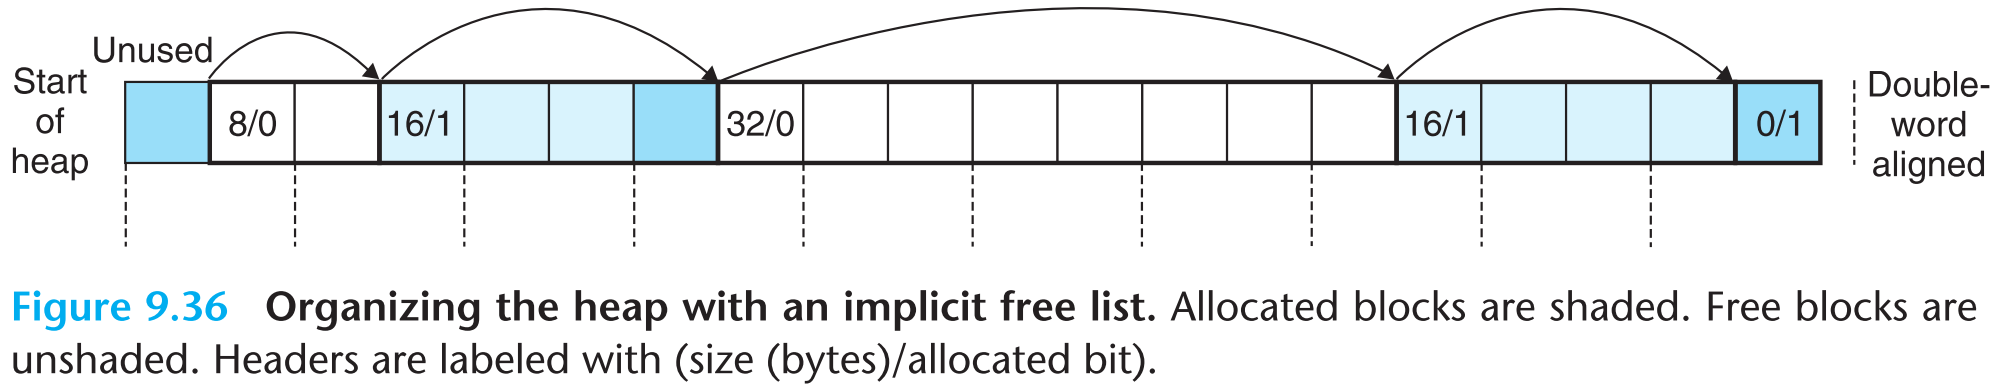 Unused
Start
of
heap
8/0
16/1
32/0
16/1
0/1
Double-
word
aligned
Figure 9.36 Organizing the heap with an implicit free list. Allocated blocks are shaded. Free blocks are
unshaded. Headers are labeled with (size (bytes)/allocated bit).